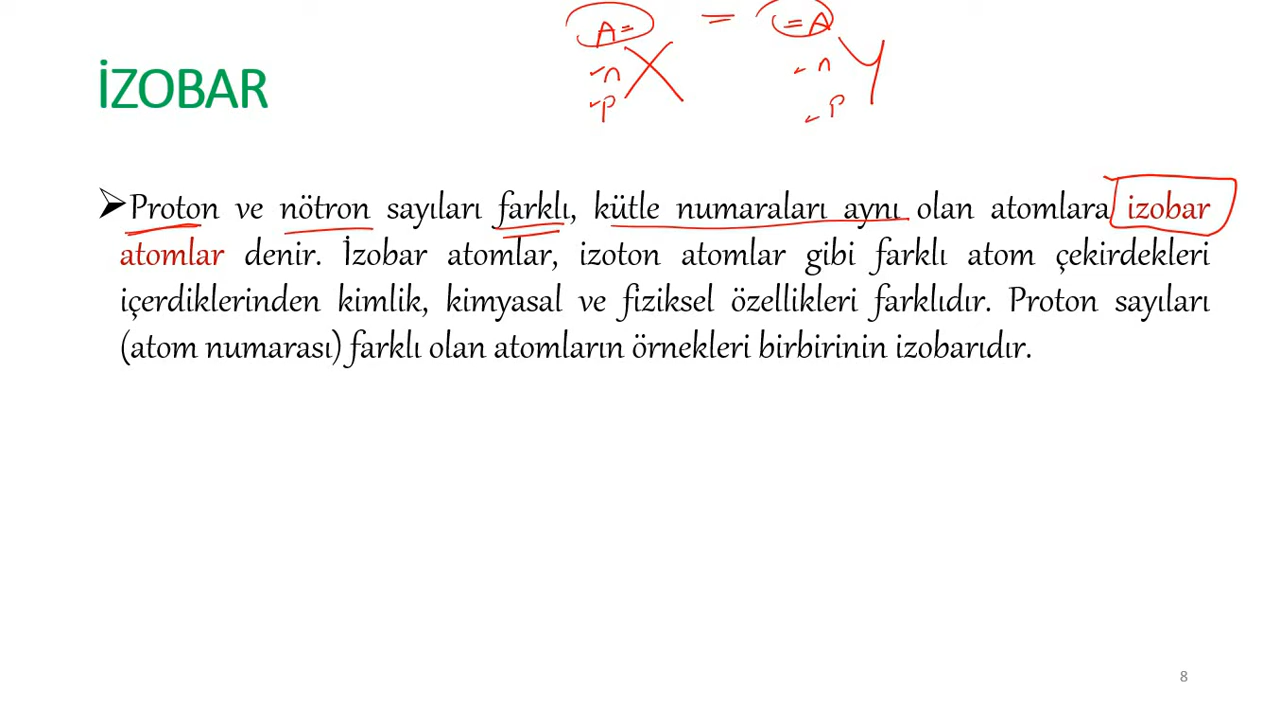 A= = =A
n X n Y
p p
İZOBAR
➢Proton ve nötron sayıları farklı, kütle numaraları aynı olan atomlara izobar
atomlar denir. İzobar atomlar, izoton atomlar gibi farklı atom çekirdekleri
içerdiklerinden kimlik, kimyasal ve fiziksel özellikleri farklıdır. Proton sayıları
(atom numarası) farklı olan atomların örnekleri birbirinin izobarıdır.
8